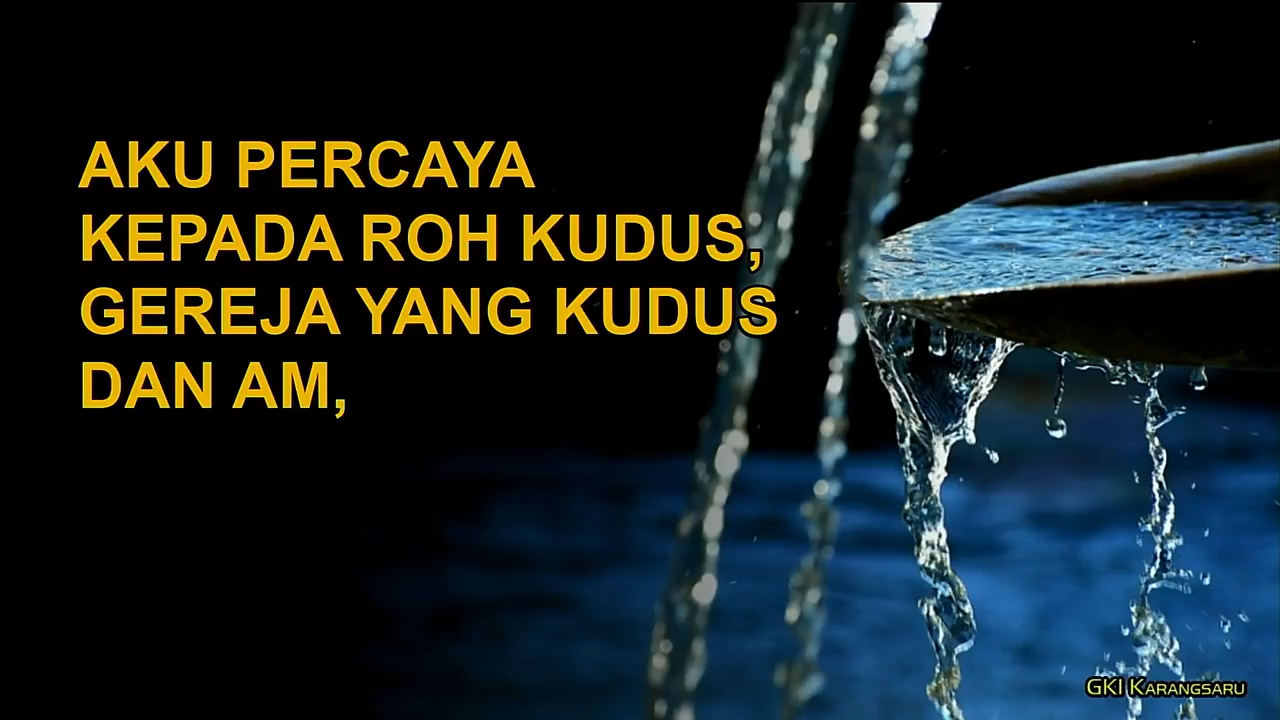 AKU PERCAYA
KEPADA ROH KUDUS,
GEREJA YANG KUDUS
DAN AM,
GKI KARANGSARU